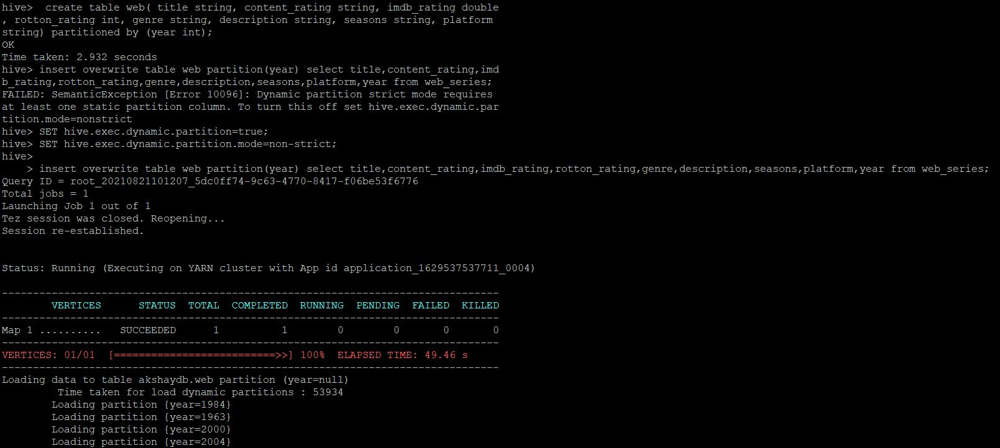 hive>  create table web( title string, content_rating string, imdb_rating double
, rotton_rating int, genre string, description string, seasons string, platform
string) partitioned by (year int);
OK
Time taken: 2.932 seconds
hive> insert overwrite table web partition(year) select title,content_rating,imd
b_rating,rotton_rating,genre,description,seasons,platform,year from web_series;
FAILED: SemanticException [Error 10096]: Dynamic partition strict mode requires
at least one static partition column. To turn this off set hive.exec.dynamic.par
tition.mode=nonstrict
hive> SET hive.exec.dynamic.partition=true;
hive> SET hive.exec.dynamic.partition.mode=non-strict;
hive>
    > insert overwrite table web partition(year) select title,content_rating,imdb_rating,rotton_rating,genre,description,seasons,platform,year from web_series;
Query ID = root_20210821101207_5dc0ff74-9c63-4770-8417-f06be53f6776
Total jobs = 1
Launching Job 1 out of 1
Tez session was closed. Reopening...
Session re-established.
Status: Running (Executing on YARN cluster with App id application_1629537537711_0004)
--------------------------------------------------------------------------------
        VERTICES      STATUS  TOTAL  COMPLETED  RUNNING  PENDING  FAILED  KILLED
--------------------------------------------------------------------------------
Map 1 ..........   SUCCEEDED      1          1        0        0       0       0
--------------------------------------------------------------------------------
VERTICES: 01/01  [==========================>>] 100%  ELAPSED TIME: 49.46 s
--------------------------------------------------------------------------------
Loading data to table akshaydb.web partition (year=null)
         Time taken for load dynamic partitions : 53934
        Loading partition {year=1984}
        Loading partition {year=1963}
        Loading partition {year=2000}
        Loading partition {year=2004}